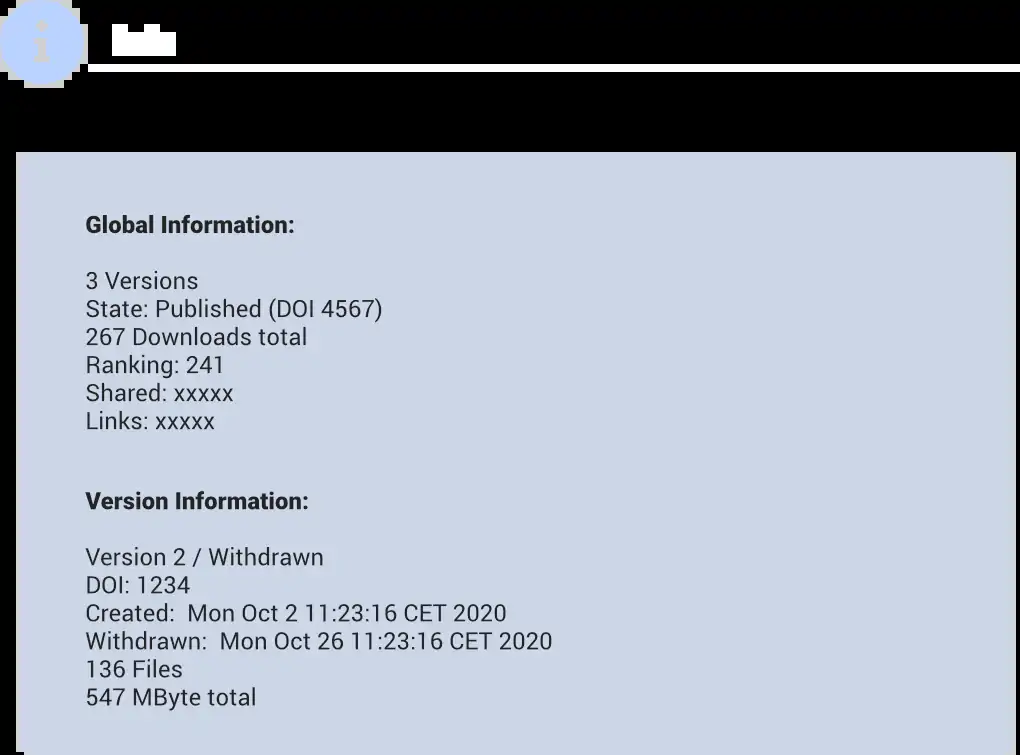 Global Information:
3 Versions
State: Published (DOI 4567)
267 Downloads total
Ranking: 241
Shared: xxxxx
Links: xxxxx
Version Information:
Version 2 / Withdrawn
DOI: 1234
Created:  Mon Oct 2 11:23:16 CET 2020
Withdrawn:  Mon Oct 26 11:23:16 CET 2020
136 Files
547 MByte total